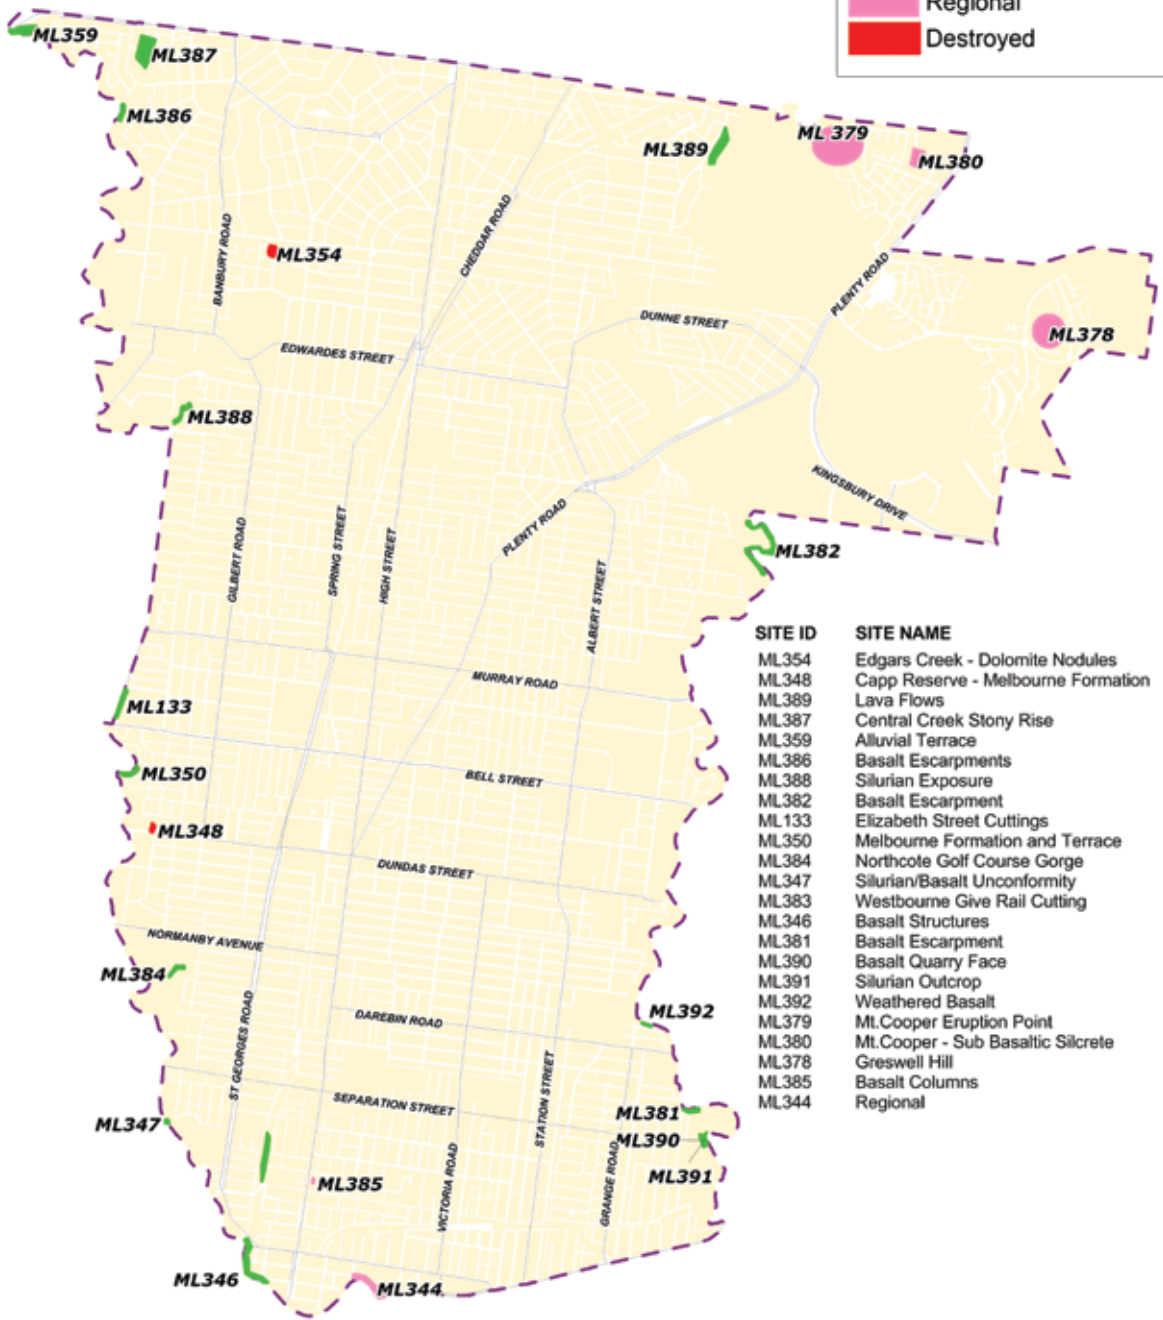 Regional
Destroyed
ML359
ML387
ML386
ML389
ML 379
ML380
ML354
BANBURY ROAD
CHEDDAR ROAD
PLENTY ROAD
DUNNE STREET
ML378
EDWARDES STREET
ML388
KINGSBURY DRIVE
PLENTY ROAD
GILBERT ROAD
SPRING STREET
HIGH STREET
ALBERT STREET
ML382
MURRAY ROAD
ML133
ML350
BELL STREET
ML348
DUNDAS STREET
NORMANBY AVENUE
ML384
ST GEORGES ROAD
DAREBIN ROAD
ML392
SEPARATION STREET
STATION STREET
ML381
ML347
ML390
ML391
ML385
VICTORIA ROAD
GRANGE ROAD
ML346
ML344
SITE ID SITE NAME
ML354 Edgars Creek - Dolomite Nodules
ML348 Capp Reserve - Melbourne Formation
ML389 Lava Flows
ML387 Central Creek Stony Rise
ML359 Alluvial Terrace
ML386 Basalt Escarpments
ML388 Silurian Exposure
ML382 Basalt Escarpment
ML133 Elizabeth Street Cuttings
ML350 Melbourne Formation and Terrace
ML384 Northcote Golf Course Gorge
ML347 Silurian/Basalt Unconformity
ML383 Westbourne Give Rail Cutting
ML346 Basalt Structures
ML381 Basalt Escarpment
ML390 Basalt Quarry Face
ML391 Silurian Outcrop
ML392 Weathered Basalt
ML379 Mt.Cooper Eruption Point
ML380 Mt.Cooper - Sub Basaltic Silcrete
ML378 Greswell Hill
ML385 Basalt Columns
ML344 Regional